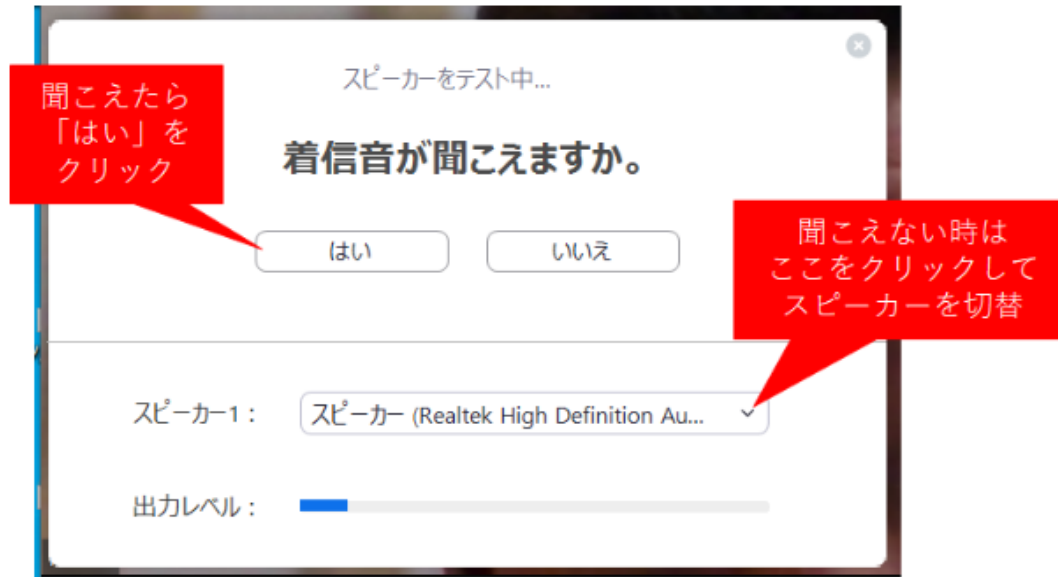 スピーカーをテスト中...
聞こえたら
「はい」を
クリック
着信音が聞こえますか。
はい
いいえ
聞こえない時は
ここをクリックして
スピーカーを切替
スピーカー1：
スピーカー (Realtek High Definition Au...
出力レベル：